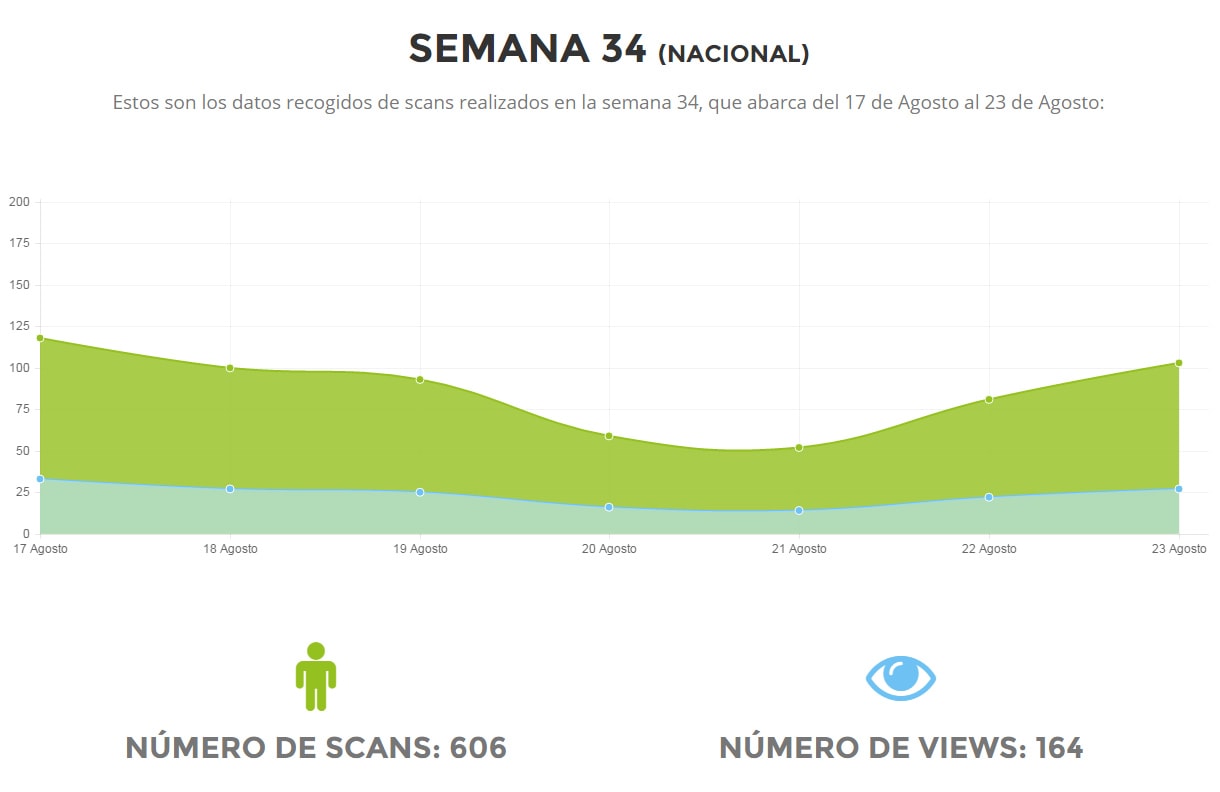 SEMANA 34 (NACIONAL)
Estos son los datos recogidos de scans realizados en la semana 34, que abarca del 17 de Agosto al 23 de Agosto:
200
175
150
125
100
75
50
25
0
17 Agosto 18 Agosto 19 Agosto 20 Agosto 21 Agosto 22 Agosto 23 Agosto
NÚMERO DE SCANS: 606 NÚMERO DE VIEWS: 164